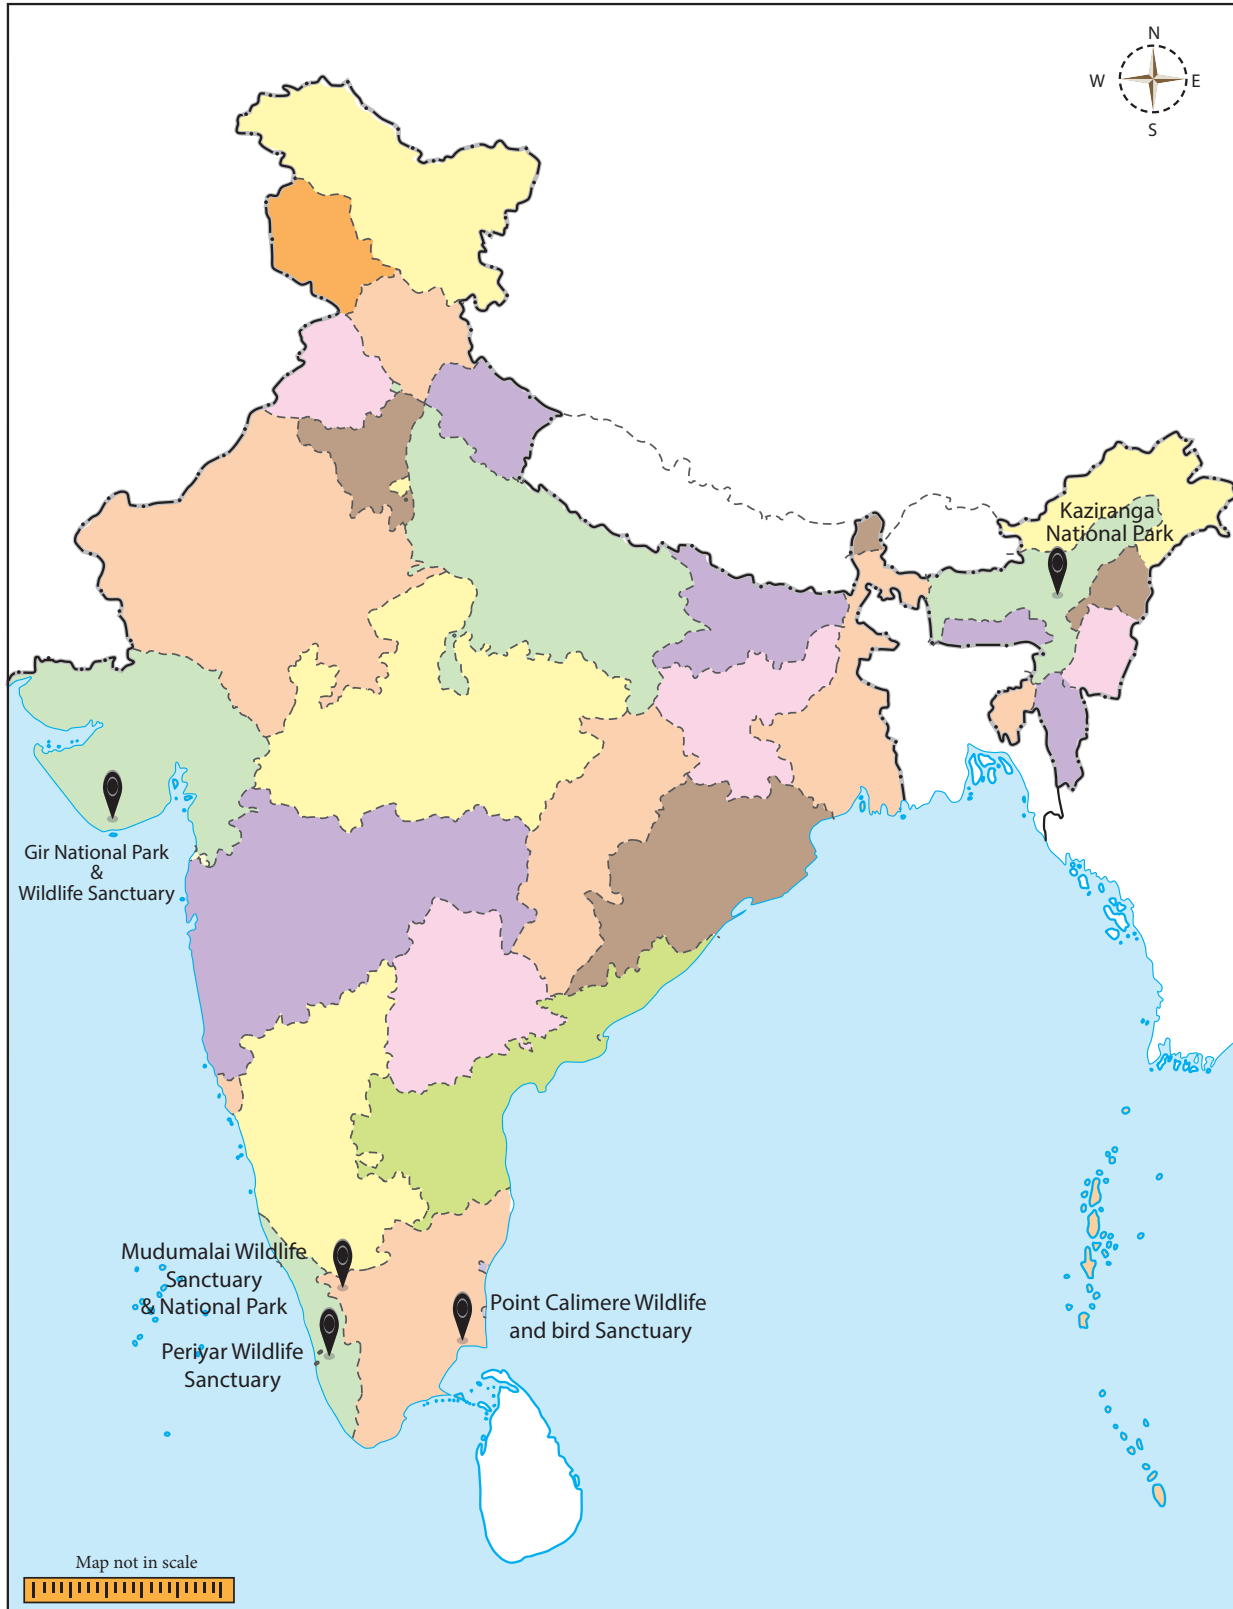 N
W
E
S
Kaziranga
National Park
Gir National Park
&
Wildlife Sanctuary
Mudumalai Wildlife
Sanctuary
& National Park
Point Calimere Wildlife
and bird Sanctuary
Periyar Wildlife
Sanctuary
Map not in scale